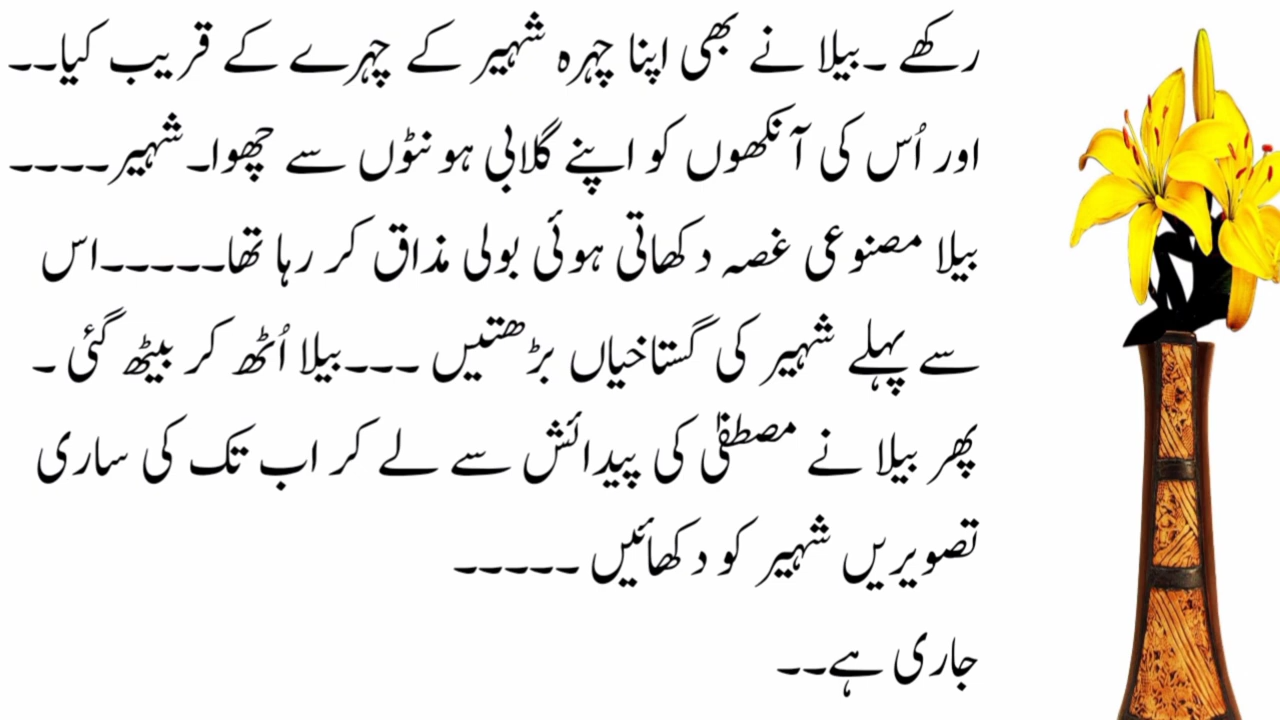 رکھے ۔بیلا نے بھی اپنا چہرہ شہیر کے چہرے کے قریب کیا۔۔
اور اُس کی آنکھوں کو اپنے گلابی ہونٹوں سے چھوا۔شہیر۔۔۔۔
بیلا مصنوعی غصہ دکھاتی ہوئی بولی مذاق کر رہا تھا۔۔۔۔۔اس
سے پہلے شہیر کی گستاخیاں بڑھتیں ۔۔۔بیلا اُٹھ کر بیٹھ گئی ۔
پھر بیلا نے مصطفیٰ کی پیدائش سے لے کر اب تک کی ساری
تصویریں شہیر کو دکھائیں ۔۔۔۔۔
جاری ہے۔۔